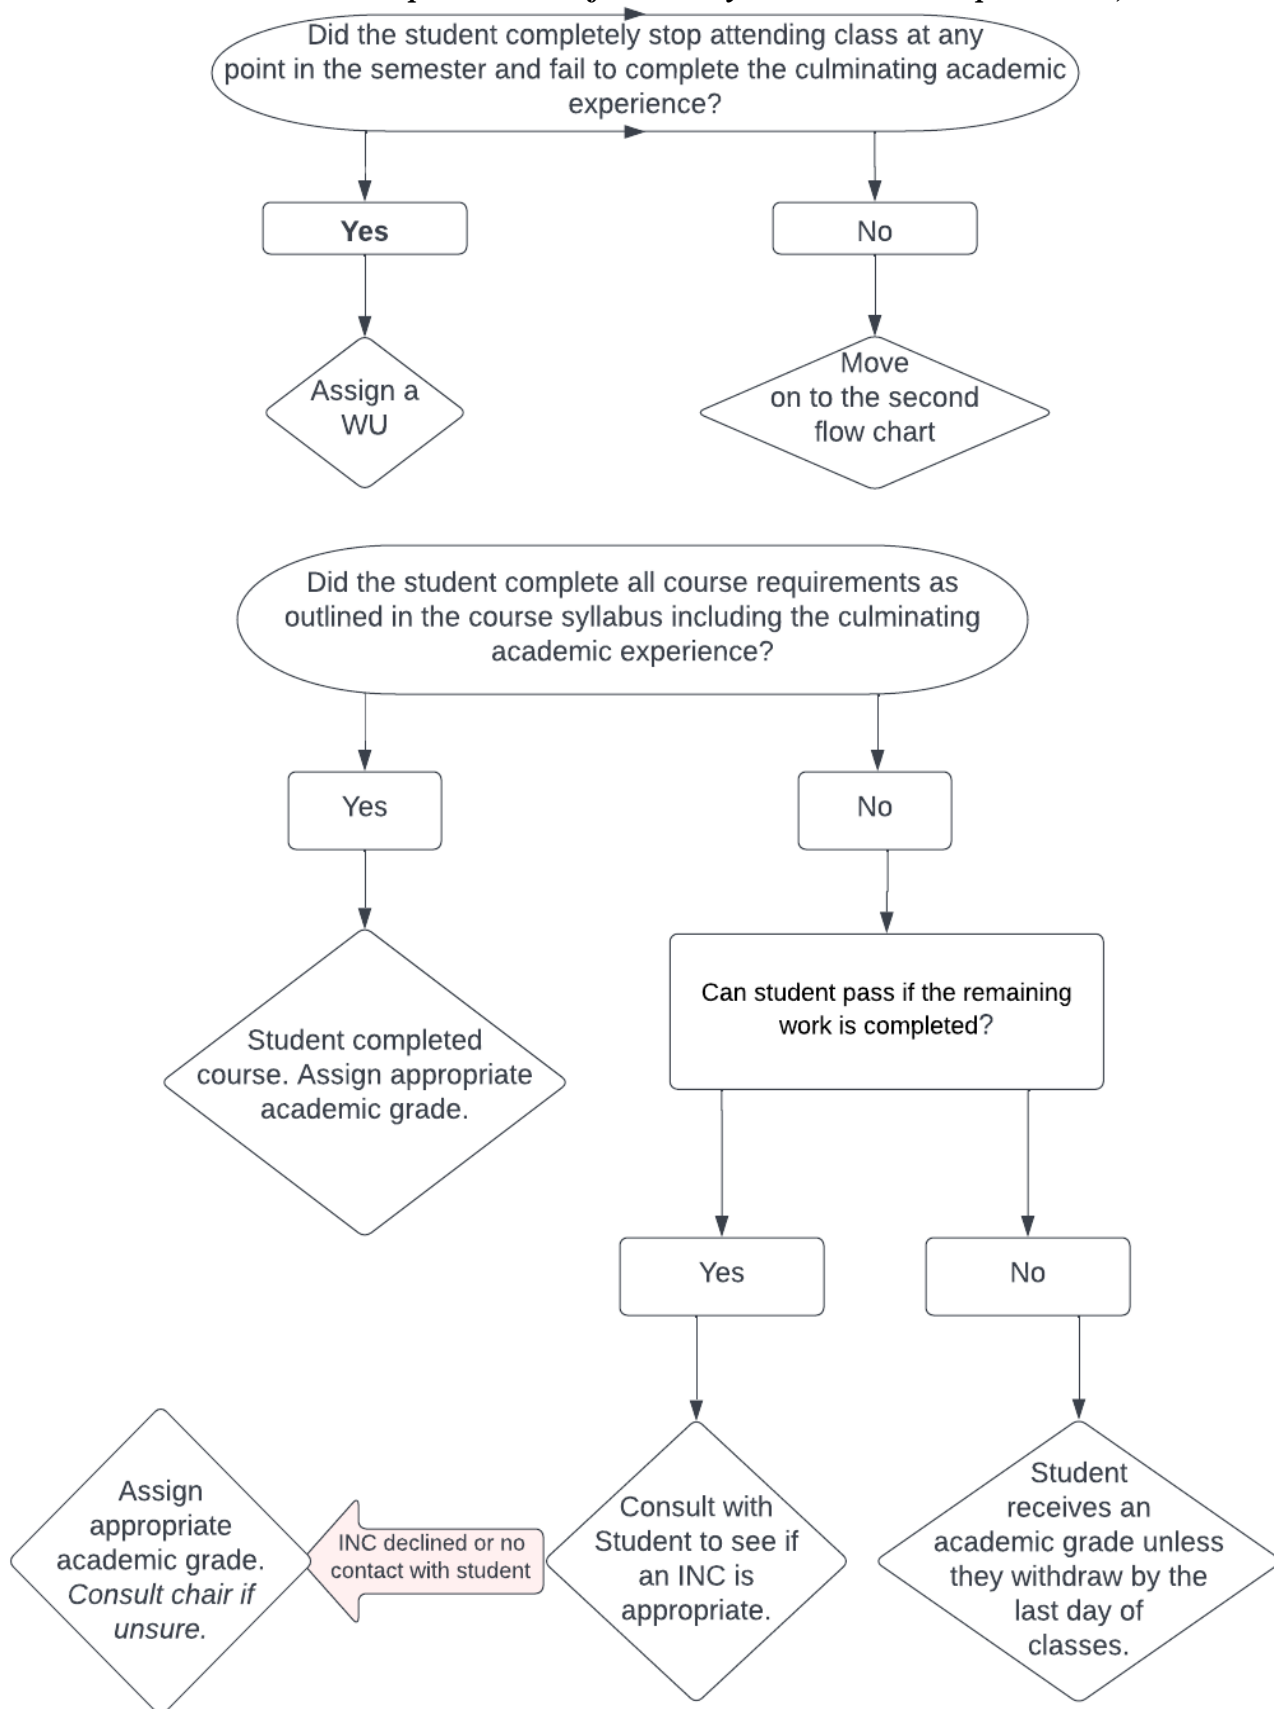 Did the student completely stop attending class at any
point in the semester and fail to complete the culminating academic
experience?
Yes
No
Assign a
WU
Move
on to the second
flow chart
Did the student complete all course requirements as
outlined in the course syllabus including the culminating
academic experience?
Yes
No
Can student pass if the remaining
work is completed?
Student completed
course. Assign appropriate
academic grade.
Yes
No
Assign
appropriate
academic grade.
Consult chair if
unsure.
INC declined or no
contact with student
Consult with
Student to see if
an INC is
appropriate.
Student
receives an
academic grade unless
they withdraw by the
last day of
classes.